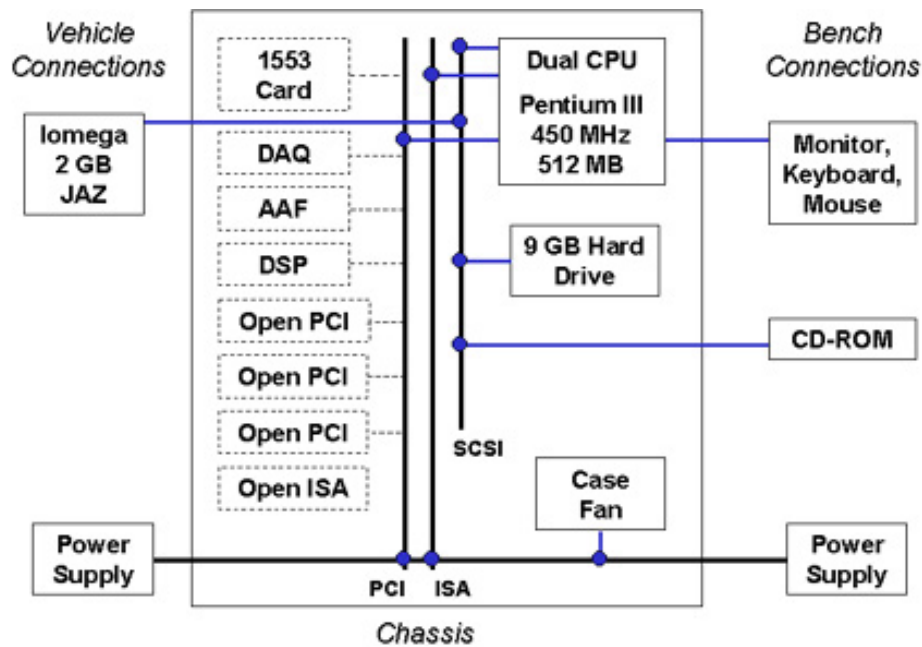 Vehicle
Connections
Bench
Connections
1553
Card
Dual CPU
Pentium III
450 MHz
512 MB
Iomega
2 GB
JAZ
DAQ
Monitor,
Keyboard,
Mouse
AAF
DSP
9 GB Hard
Drive
Open PCI
CD-ROM
Open PCI
Open PCI
SCSI
Open ISA
Case
Fan
Power
Supply
Power
Supply
PCI
ISA
Chassis